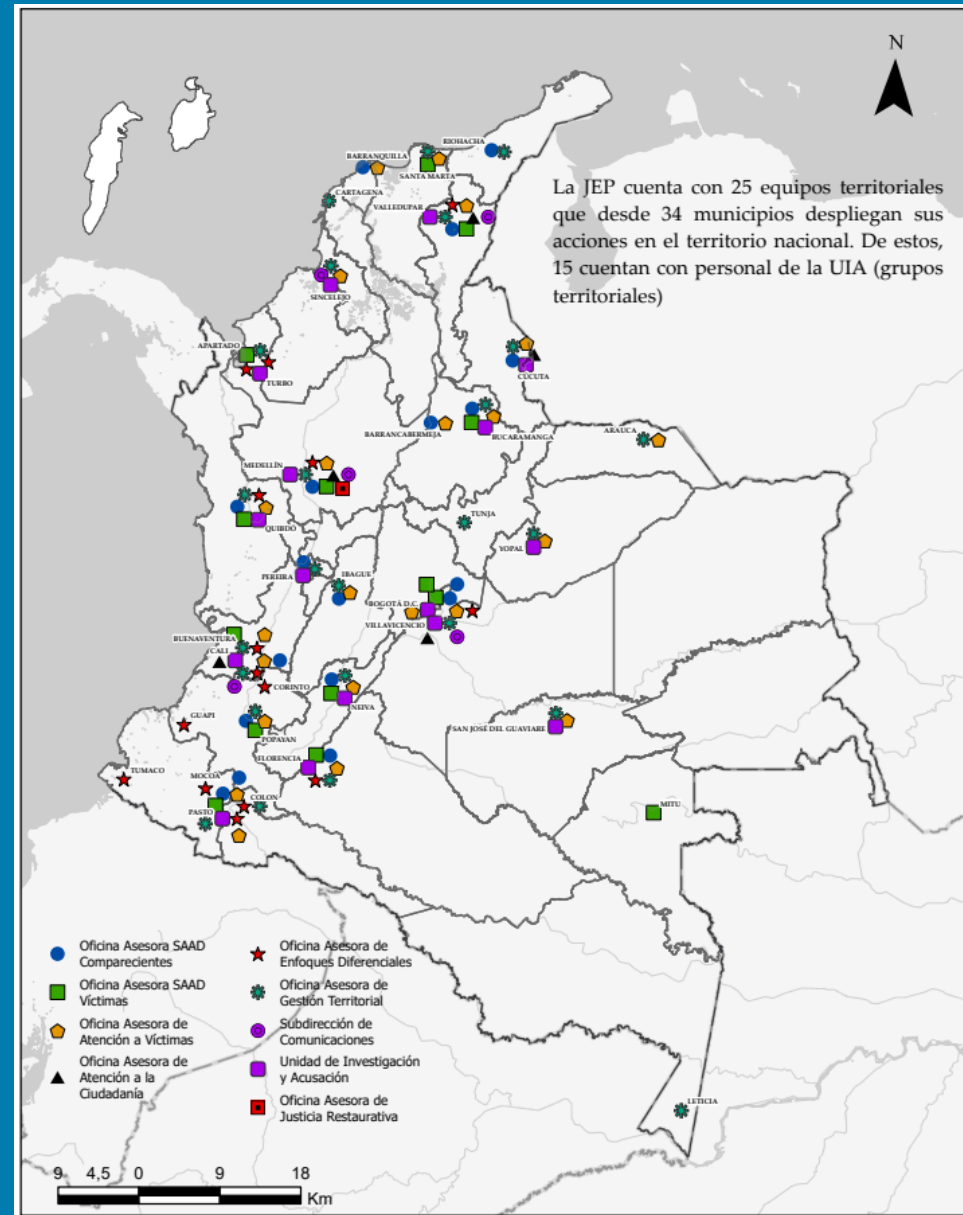 N
RIOHACHA
BARRANQUILLA
SANTA MARTA
CARTAGENA
VALLEDUPAR
La JEP cuenta con 25 equipos territoriales
que desde 34 municipios despliegan sus
acciones en el territorio nacional. De estos,
15 cuentan con personal de la UIA (grupos
territoriales)
SINCELEJO
APARTADO
TURBO
CUCUTA
BARRANCABERMEJA
BUCARAMANGA
ARAUCA
MEDELLÍN
QUIBDO
TUNJA
YOPAL
PEREIRA
IBAGUE
BOGOTÁ D.C.
VILLAVICENCIO
BUENAVENTURA
CALI
CORINTO
NEIVA
GUAPI
POPAYAN
FLORENCIA
SAN JOSÉ DEL GUAVIARE
TUMACO
MOCOA
COLON
PASTO
MITU
LETICIA
Oficina Asesora SAAD
Comparecientes
Oficina Asesora SAAD
Víctimas
Oficina Asesora de
Atención a Víctimas
Oficina Asesora de
Atención a la
Ciudadanía
Oficina Asesora de
Enfoques Diferenciales
Oficina Asesora de
Gestión Territorial
Subdirección de
Comunicaciones
Unidad de Investigación
y Acusación
Oficina Asesora de
Justicia Restaurativa
9 4,5 0 9 18
Km